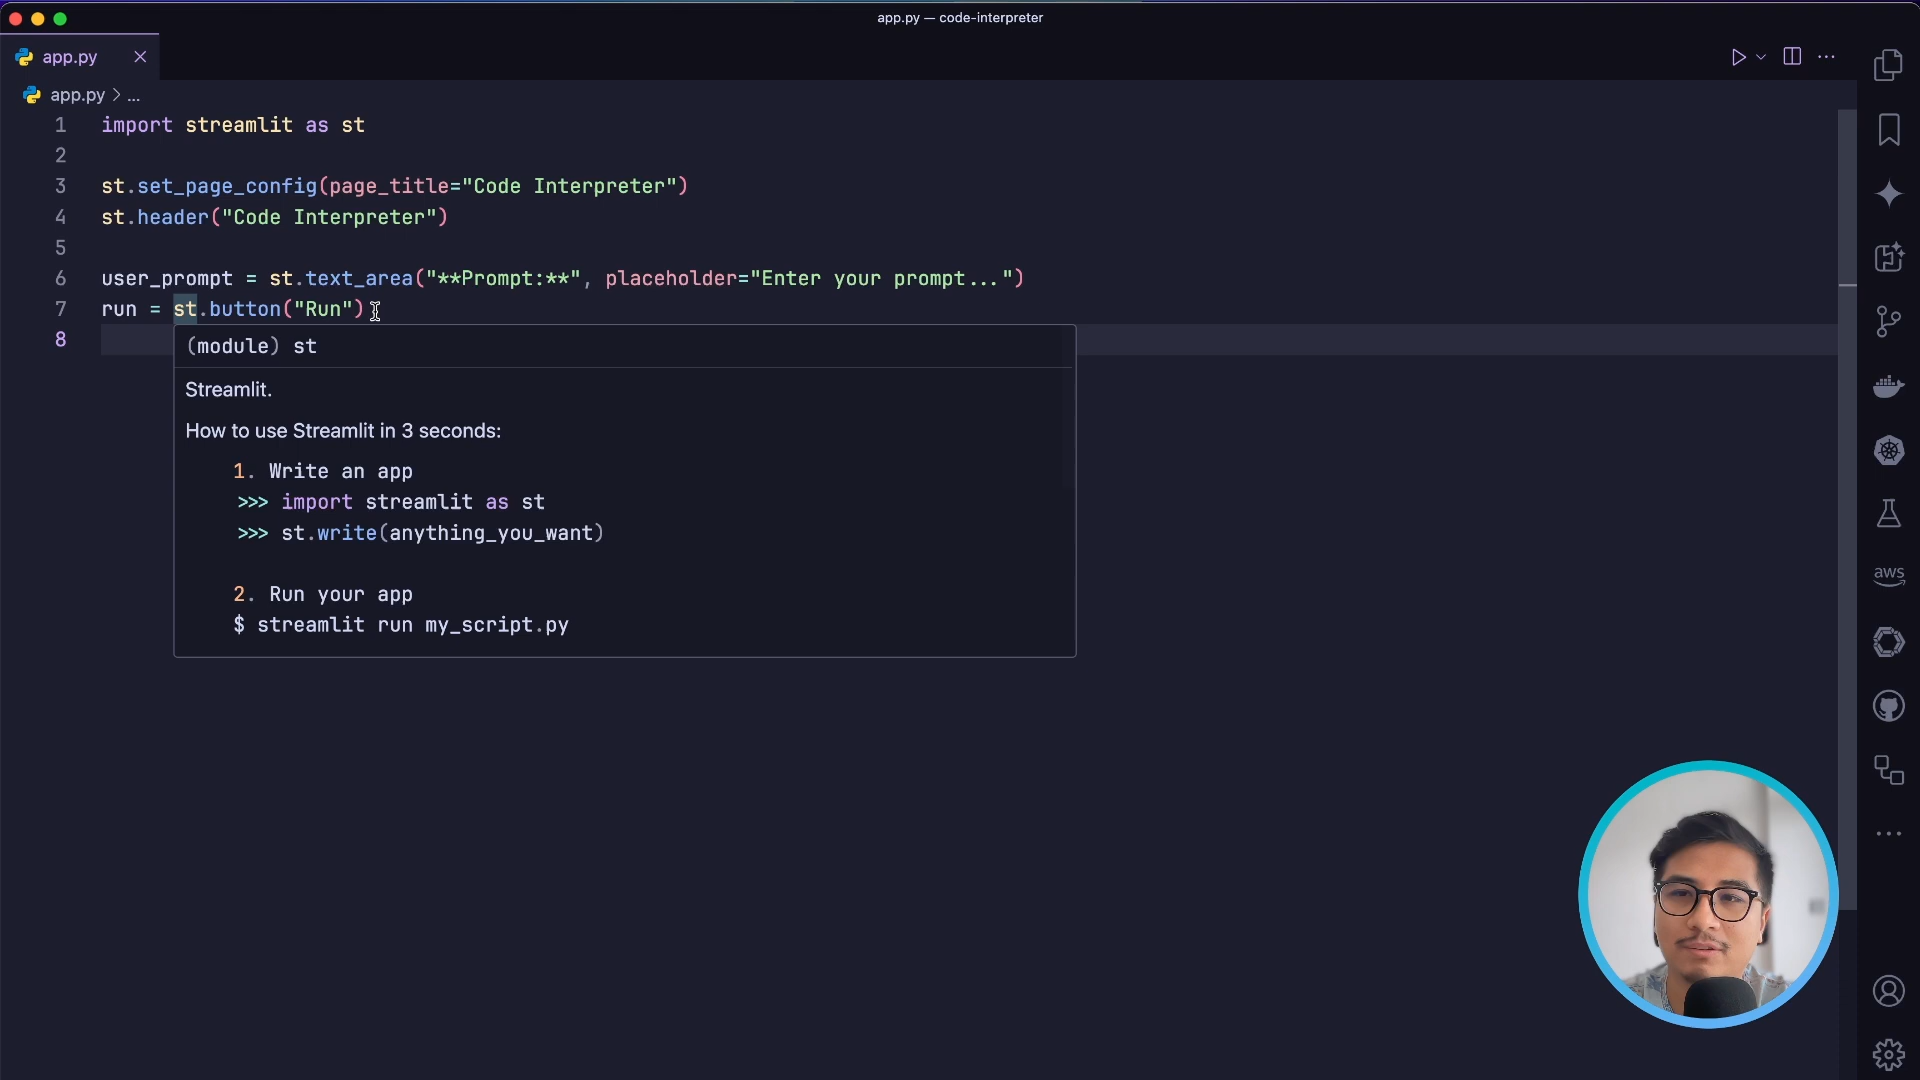 app.py — code-interpreter
app.py
app.py > ...
1 import streamlit as st
2
3 st.set_page_config(page_title="Code Interpreter")
4 st.header("Code Interpreter")
5
6 user_prompt = st.text_area("**Prompt:**", placeholder="Enter your prompt...")
7 run = st.button("Run")
8
(module) st
Streamlit.
How to use Streamlit in 3 seconds:
1. Write an app
>>> import streamlit as st
>>> st.write(anything_you_want)
2. Run your app
$ streamlit run my_script.py
aws